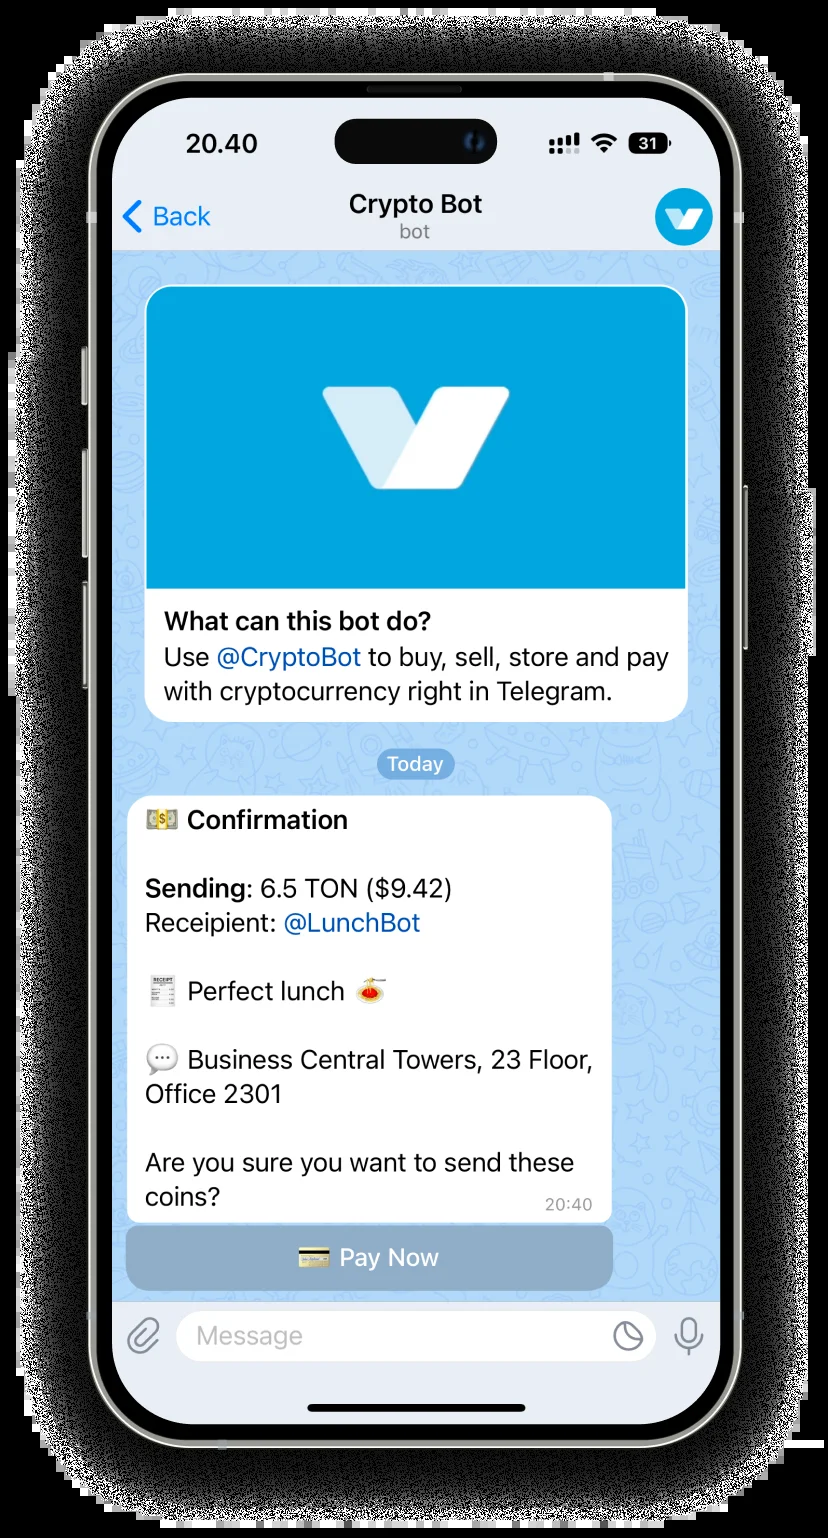 20.40
31
Back
Crypto Bot
bot
What can this bot do?
Use @CryptoBot to buy, sell, store and pay
with cryptocurrency right in Telegram.
Today
💵 Confirmation
Sending: 6.5 TON ($9.42)
Receipient: @LunchBot
🧾 Perfect lunch 🍝
💬 Business Central Towers, 23 Floor,
Office 2301
Are you sure you want to send these
coins?
20:40
💳 Pay Now
Message